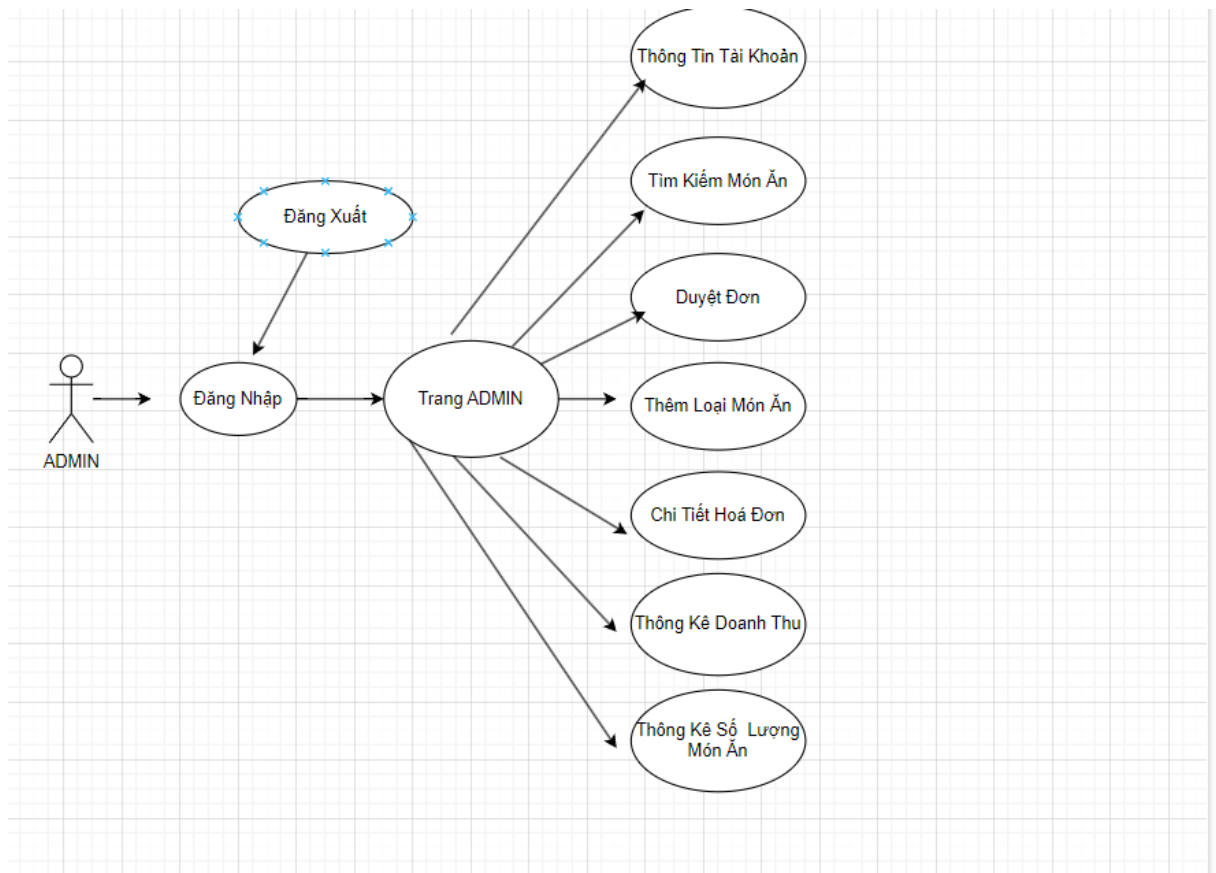 Thông Tin Tài Khoản
Tìm Kiếm Món Ăn
Đăng Xuất
Duyệt Đơn
Đăng Nhập
Trang ADMIN
Thêm Loại Món Ăn
ADMIN
Chi Tiết Hoá Đơn
Thông Kê Doanh Thu
Thông Kê Số Lượng
Món Ăn